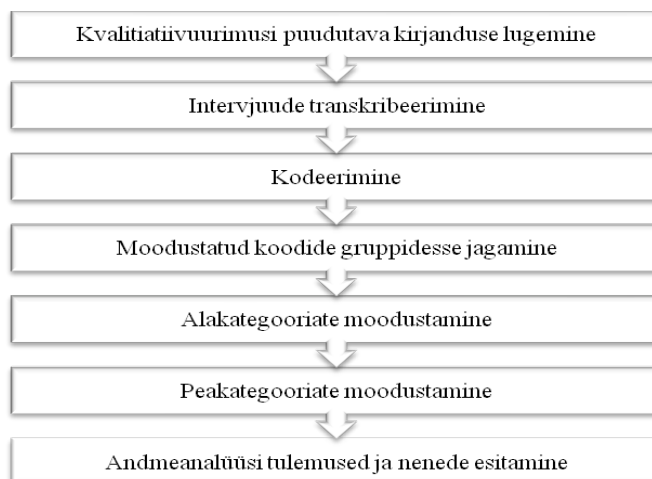 Kvalitiatiivuurimusi puudutava kirjanduse lugemine
Intervjuude transkribeerimine
Kodeerimine
Moodustatud koodide gruppidesse jagamine
Alakategooriate moodustamine
Peakategooriate moodustamine
Andmeanalüüsi tulemused ja nenede esitamine